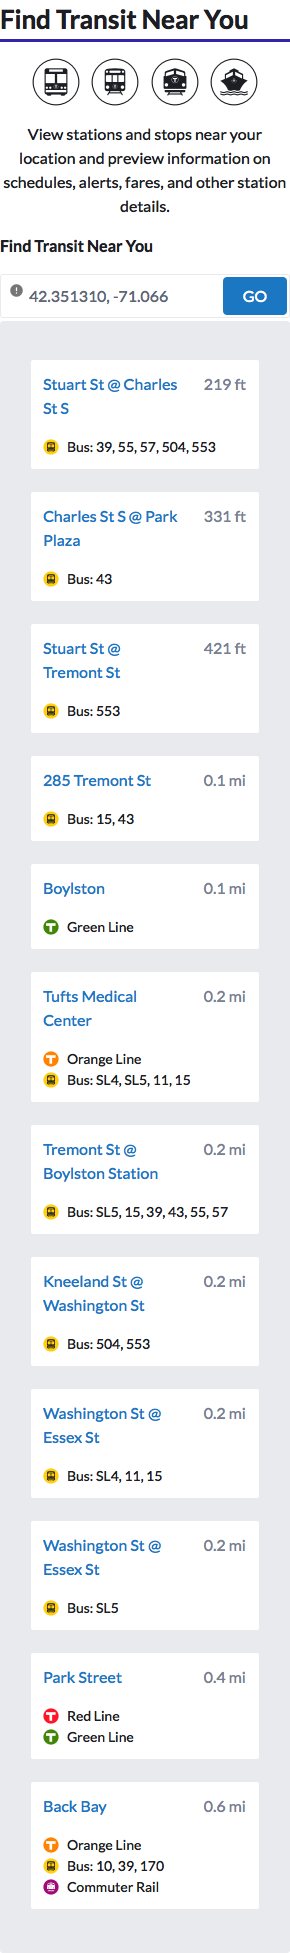 Find Transit Near You
View stations and stops near your
location and preview information on
schedules, alerts, fares, and other station
details.
Find Transit Near You
42.351310, -71.066
GO
Stuart St @ Charles
St S
219 ft
Bus: 39, 55, 57, 504, 553
Charles St S @ Park
Plaza
331 ft
Bus: 43
Stuart St @
Tremont St
421 ft
Bus: 553
285 Tremont St
0.1 mi
Bus: 15, 43
Boylston
0.1 mi
Green Line
Tufts Medical
Center
0.2 mi
Orange Line
Bus: SL4, SL5, 11, 15
Tremont St @
Boylston Station
0.2 mi
Bus: SL5, 15, 39, 43, 55, 57
Kneeland St @
Washington St
0.2 mi
Bus: 504, 553
Washington St @
Essex St
0.2 mi
Bus: SL4, 11, 15
Washington St @
Essex St
0.2 mi
Bus: SL5
Park Street
0.4 mi
Red Line
Green Line
Back Bay
0.6 mi
Orange Line
Bus: 10, 39, 170
Commuter Rail